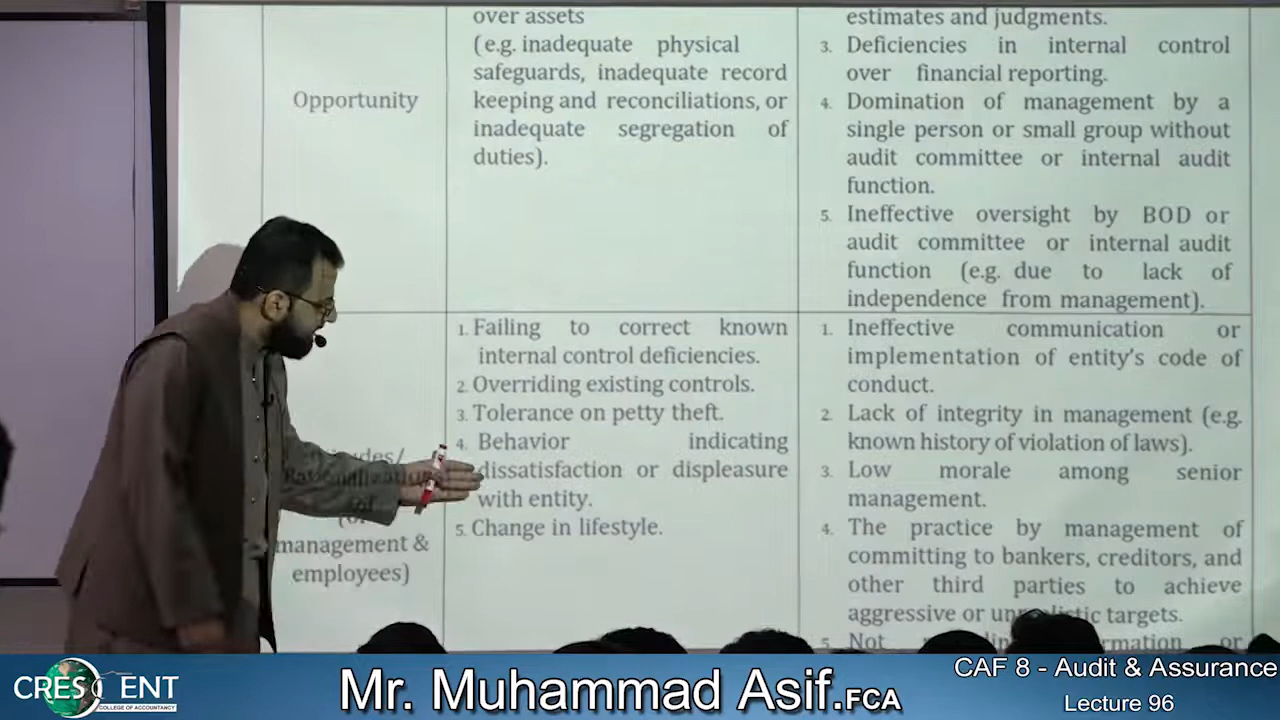 Opportunity
over assets
(e.g. inadequate physical
safeguards, inadequate record
keeping and reconciliations, or
inadequate segregation of
duties).
estimates and judgments.
3. Deficiencies in internal control
over financial reporting.
4. Domination of management by a
single person or small group without
audit committee or internal audit
function.
5. Ineffective oversight by BOD or
audit committee or internal audit
function (e.g. due to lack of
independence from management).
management &
employees)
1. Failing to correct known
internal control deficiencies.
2. Overriding existing controls.
3. Tolerance on petty theft.
4. Behavior indicating
dissatisfaction or displeasure
with entity.
5. Change in lifestyle.
1. Ineffective communication or
implementation of entity's code of
conduct.
2. Lack of integrity in management (e.g.
known history of violation of laws).
3. Low morale among senior
management.
4. The practice by management of
committing to bankers, creditors, and
other third parties to achieve
aggressive or unrealistic targets.
5. Not or
CRESCENT
COLLEGE OF ACCOUNTANCY
Mr. Muhammad Asif.FCA
CAF 8 - Audit & Assurance
Lecture 96